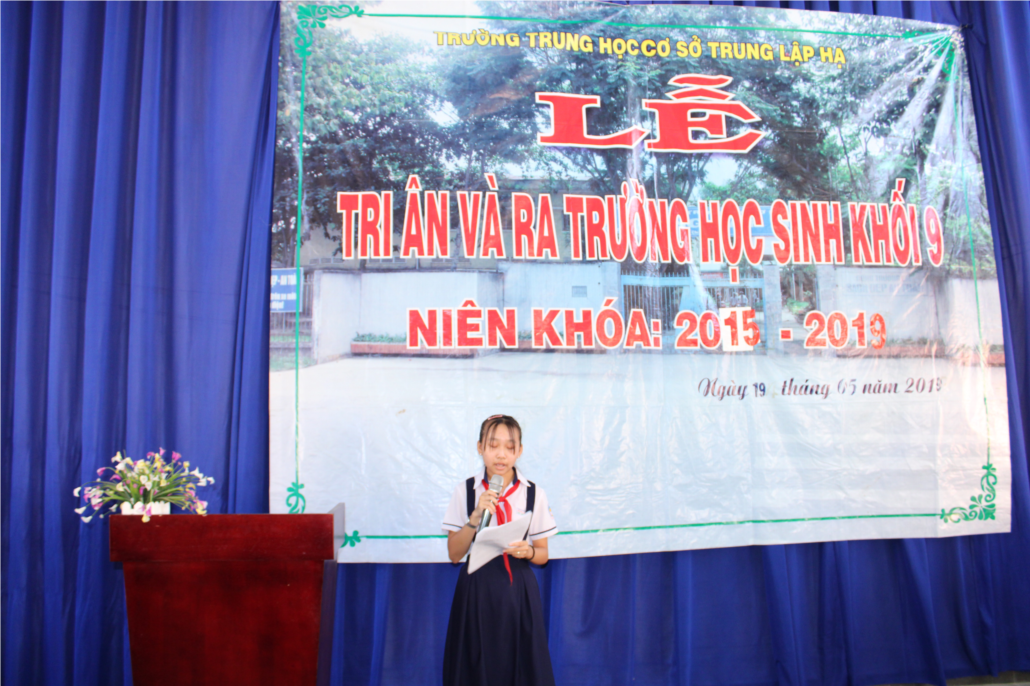 TRƯỜNG TRUNG HỌC CƠ SỞ TRUNG LẬP HẠ
LỄ
TRI ÂN VÀ RA TRƯỜNG HỌC SINH KHỐI 9
NIÊN KHÓA: 2015 - 2019
Ngày 19 tháng 05 năm 2019